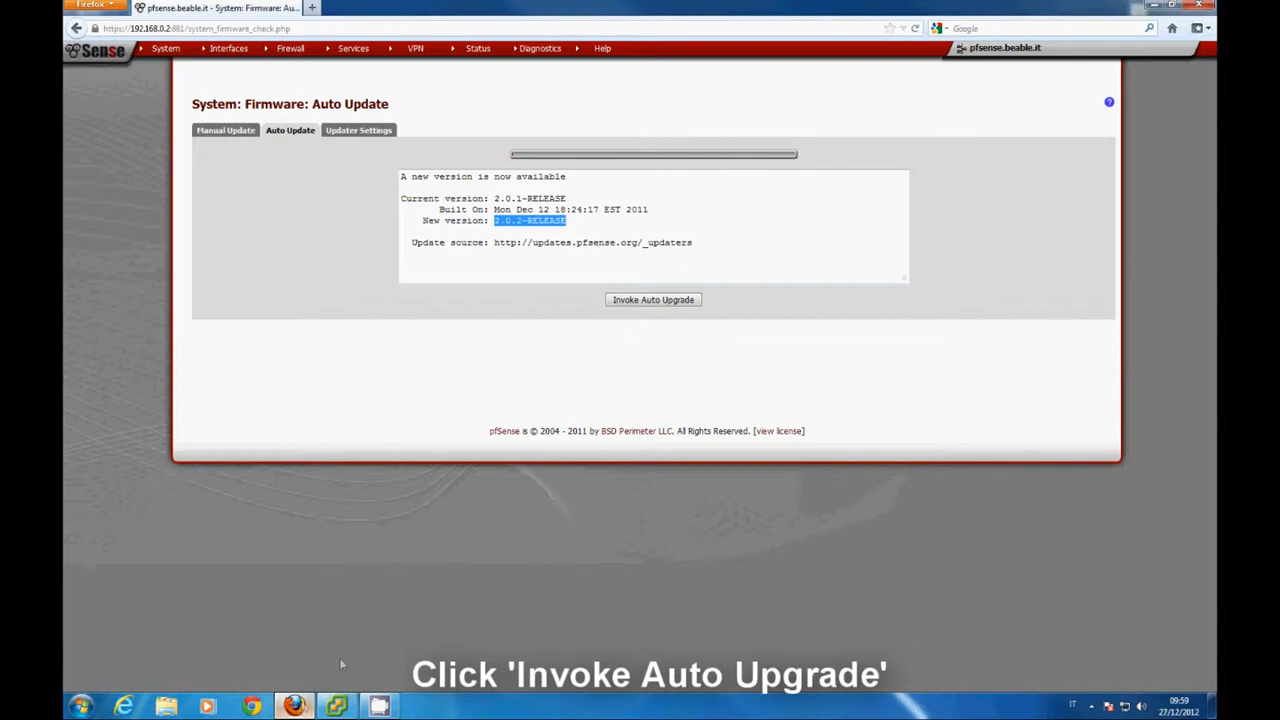 Firefox
pfsense.beable.it - System: Firmware: Au...
https://192.168.0.2:881/system_firmware_check.php
Google
Sense
System
Interfaces
Firewall
Services
VPN
Status
Diagnostics
Help
pfsense.beable.it
System: Firmware: Auto Update
Manual Update
Auto Update
Updater Settings
A new version is now available
Current version: 2.0.1-RELEASE
Built On: Mon Dec 12 18:24:17 EST 2011
New version: 2.0.2-RELEASE
Update source: http://updates.pfsense.org/_updaters
Invoke Auto Upgrade
pfSense is © 2004 - 2011 by BSD Perimeter LLC. All Rights Reserved. [view license]
Click 'Invoke Auto Upgrade'
IT
09:59
27/12/2012